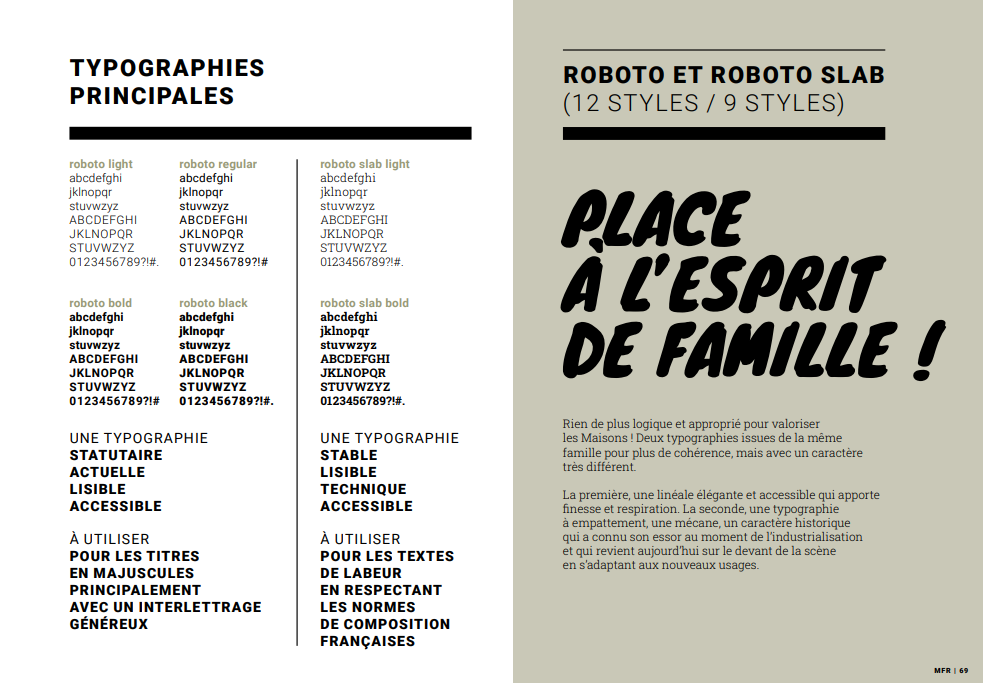 TYPOGRAPHIES
PRINCIPALES
roboto light
abcdefghi
jklnopqr
stuvwzyz
ABCDEFGHI
JKLNOPQR
STUVWZYZ
0123456789?!#.
roboto regular
abcdefghi
jklnopqr
stuvwzyz
ABCDEFGHI
JKLNOPQR
STUVWZYZ
0123456789?!#
roboto bold
abcdefghi
jklnopqr
stuvwzyz
ABCDEFGHI
JKLNOPQR
STUVWZYZ
0123456789?!#
roboto black
abcdefghi
jklnopqr
stuvwzyz
ABCDEFGHI
JKLNOPQR
STUVWZYZ
0123456789?!#.
UNE TYPOGRAPHIE
STATUTAIRE
ACTUELLE
LISIBLE
ACCESSIBLE
À UTILISER
POUR LES TITRES
EN MAJUSCULES
PRINCIPALEMENT
AVEC UN INTERLETTRAGE
GÉNÉREUX
roboto slab light
abcdefghi
jklnopqr
stuvwzyz
ABCDEFGHI
JKLNOPQR
STUVWZYZ
0123456789?!#.
roboto slab bold
abcdefghi
jklnopqr
stuvwzyz
ABCDEFGHI
JKLNOPQR
STUVWZYZ
0123456789?!#.
UNE TYPOGRAPHIE
STABLE
LISIBLE
TECHNIQUE
ACCESSIBLE
À UTILISER
POUR LES TEXTES
DE LABEUR
EN RESPECTANT
LES NORMES
DE COMPOSITION
FRANÇAISES
ROBOTO ET ROBOTO SLAB
(12 STYLES / 9 STYLES)
PLACE
À L'ESPRIT
DE FAMILLE !
Rien de plus logique et approprié pour valoriser
les Maisons ! Deux typographies issues de la même
famille pour plus de cohérence, mais avec un caractère
très différent.
La première, une linéale élégante et accessible qui apporte
finesse et respiration. La seconde, une typographie
à empattement, une mécane, un caractère historique
qui a connu son essor au moment de l'industrialisation
et qui revient aujourd'hui sur le devant de la scène
en s'adaptant aux nouveaux usages.
MFR | 69